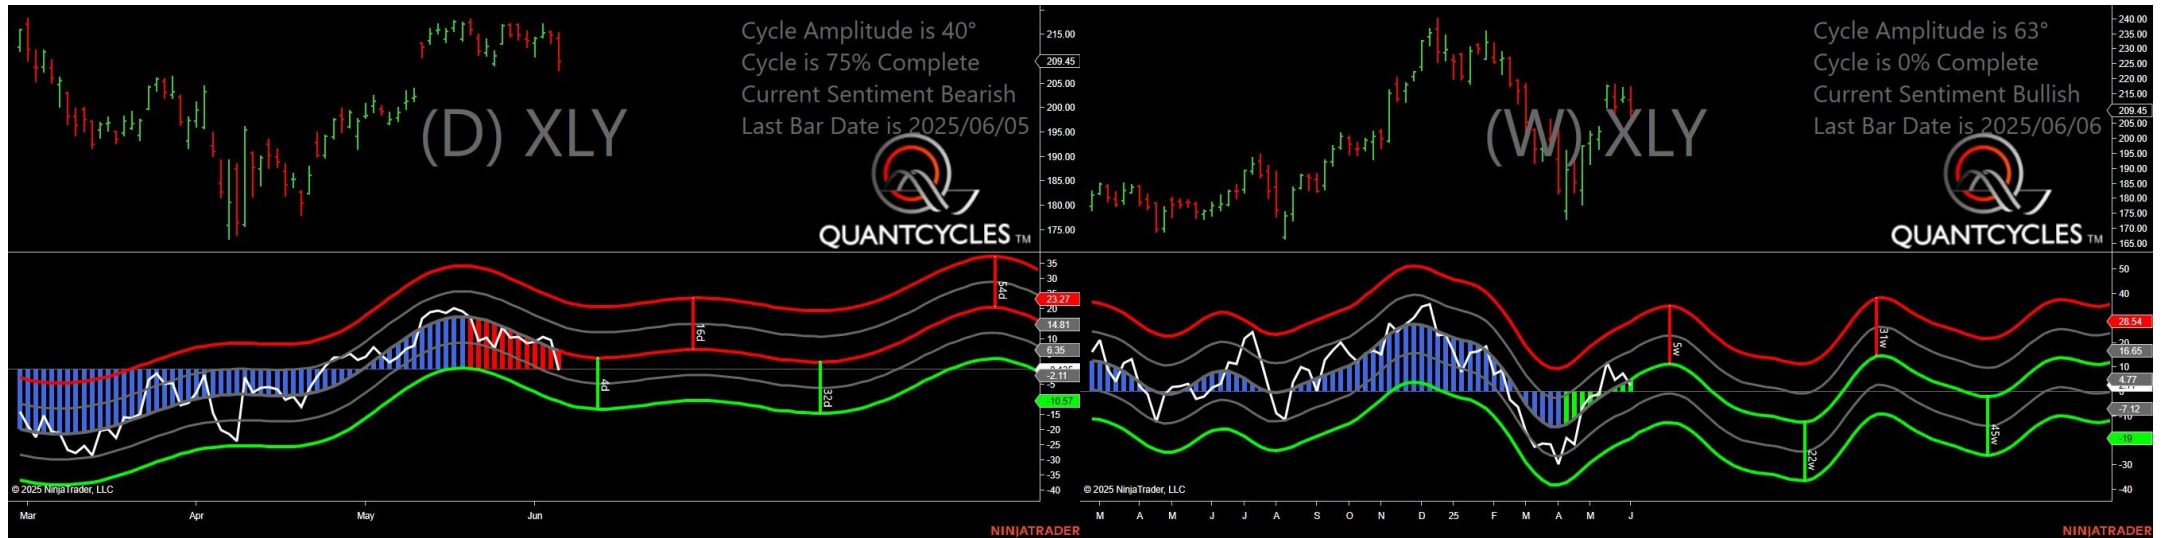 Cycle Amplitude is 40°
Cycle is 75% Complete
Current Sentiment Bearish
Last Bar Date is 2025/06/05
(D) XLY
QUANTCYCLES TM
215.00
209.45
205.00
200.00
195.00
190.00
185.00
180.00
175.00
35
30
23.27
20
14.81
10
6.35
-2.11
-5
-10.57
-15
-20
-25
-30
-35
-40
4d
16d
32d
54d
© 2025 NinjaTrader, LLC
Mar
Apr
May
Jun
NINJATRADER
Cycle Amplitude is 63°
Cycle is 0% Complete
Current Sentiment Bullish
Last Bar Date is 2025/06/06
(W) XLY
QUANTCYCLES TM
240.00
235.00
230.00
225.00
220.00
215.00
209.45
205.00
200.00
195.00
190.00
185.00
180.00
175.00
170.00
165.00
50
40
28.54
20
16.65
10
4.77
-7.12
-19
-30
-40
5w
22w
31w
45w
© 2025 NinjaTrader, LLC
M A M J J A S O N D 25 F M A M J
NINJATRADER